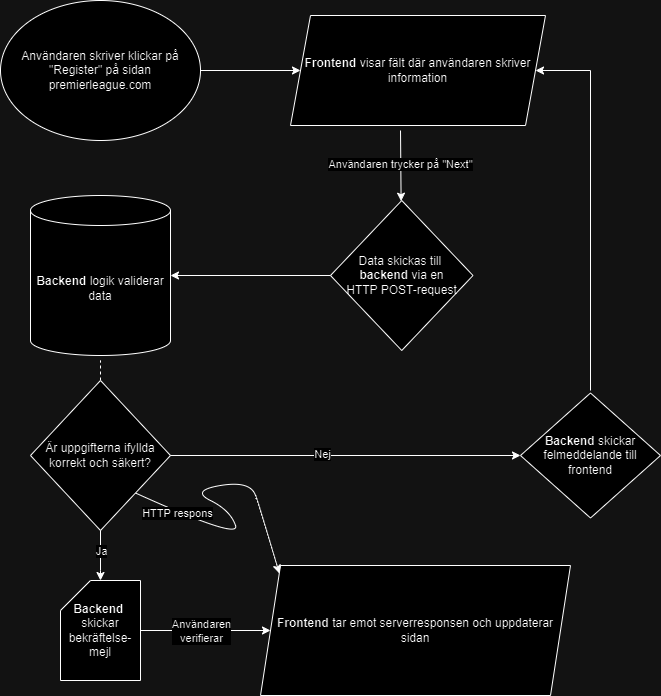 Användaren skriver klickar på
"Register" på sidan
premierleague.com
Frontend visar fält där användaren skriver
information
Användaren trycker på "Next"
Data skickas till
backend via en
HTTP POST-request
Backend logik validerar
data
Är uppgifterna ifyllda
korrekt och säkert?
Nej
Backend skickar
felmeddelande till
frontend
HTTP respons
Ja
Backend
skickar
bekräftelse-
mejl
Användaren
verifierar
Frontend tar emot serverresponsen och uppdaterar
sidan